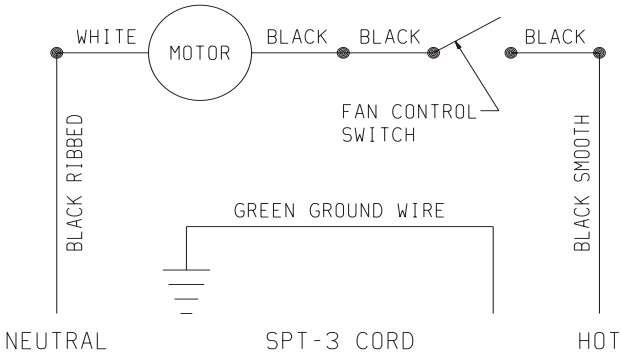 WHITE
MOTOR
BLACK
BLACK
BLACK
FAN CONTROL
SWITCH
BLACK RIBBED
BLACK SMOOTH
GREEN GROUND WIRE
NEUTRAL
SPT-3 CORD
HOT